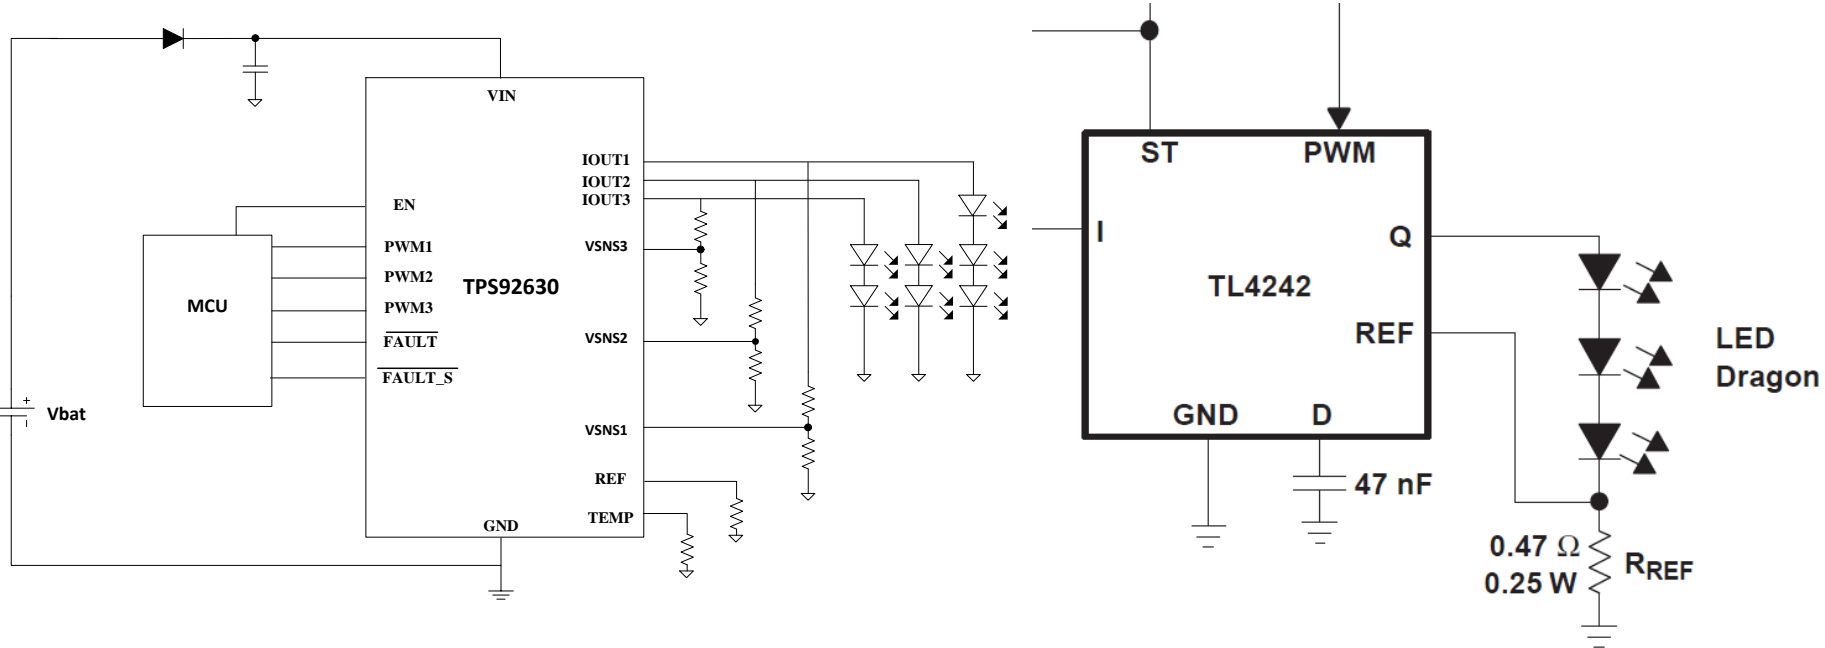 VIN
IOUT1
IOUT2
IOUT3
EN
VSNS3
PWM1
PWM2
PWM3
TPS92630
MCU
FAULT
VSNS2
FAULT_S
+
Vbat
-
VSNS1
REF
TEMP
GND
ST
PWM
I
Q
TL4242
REF
LED
Dragon
GND
D
47 nF
0.47 Ω
0.25 W
RREF